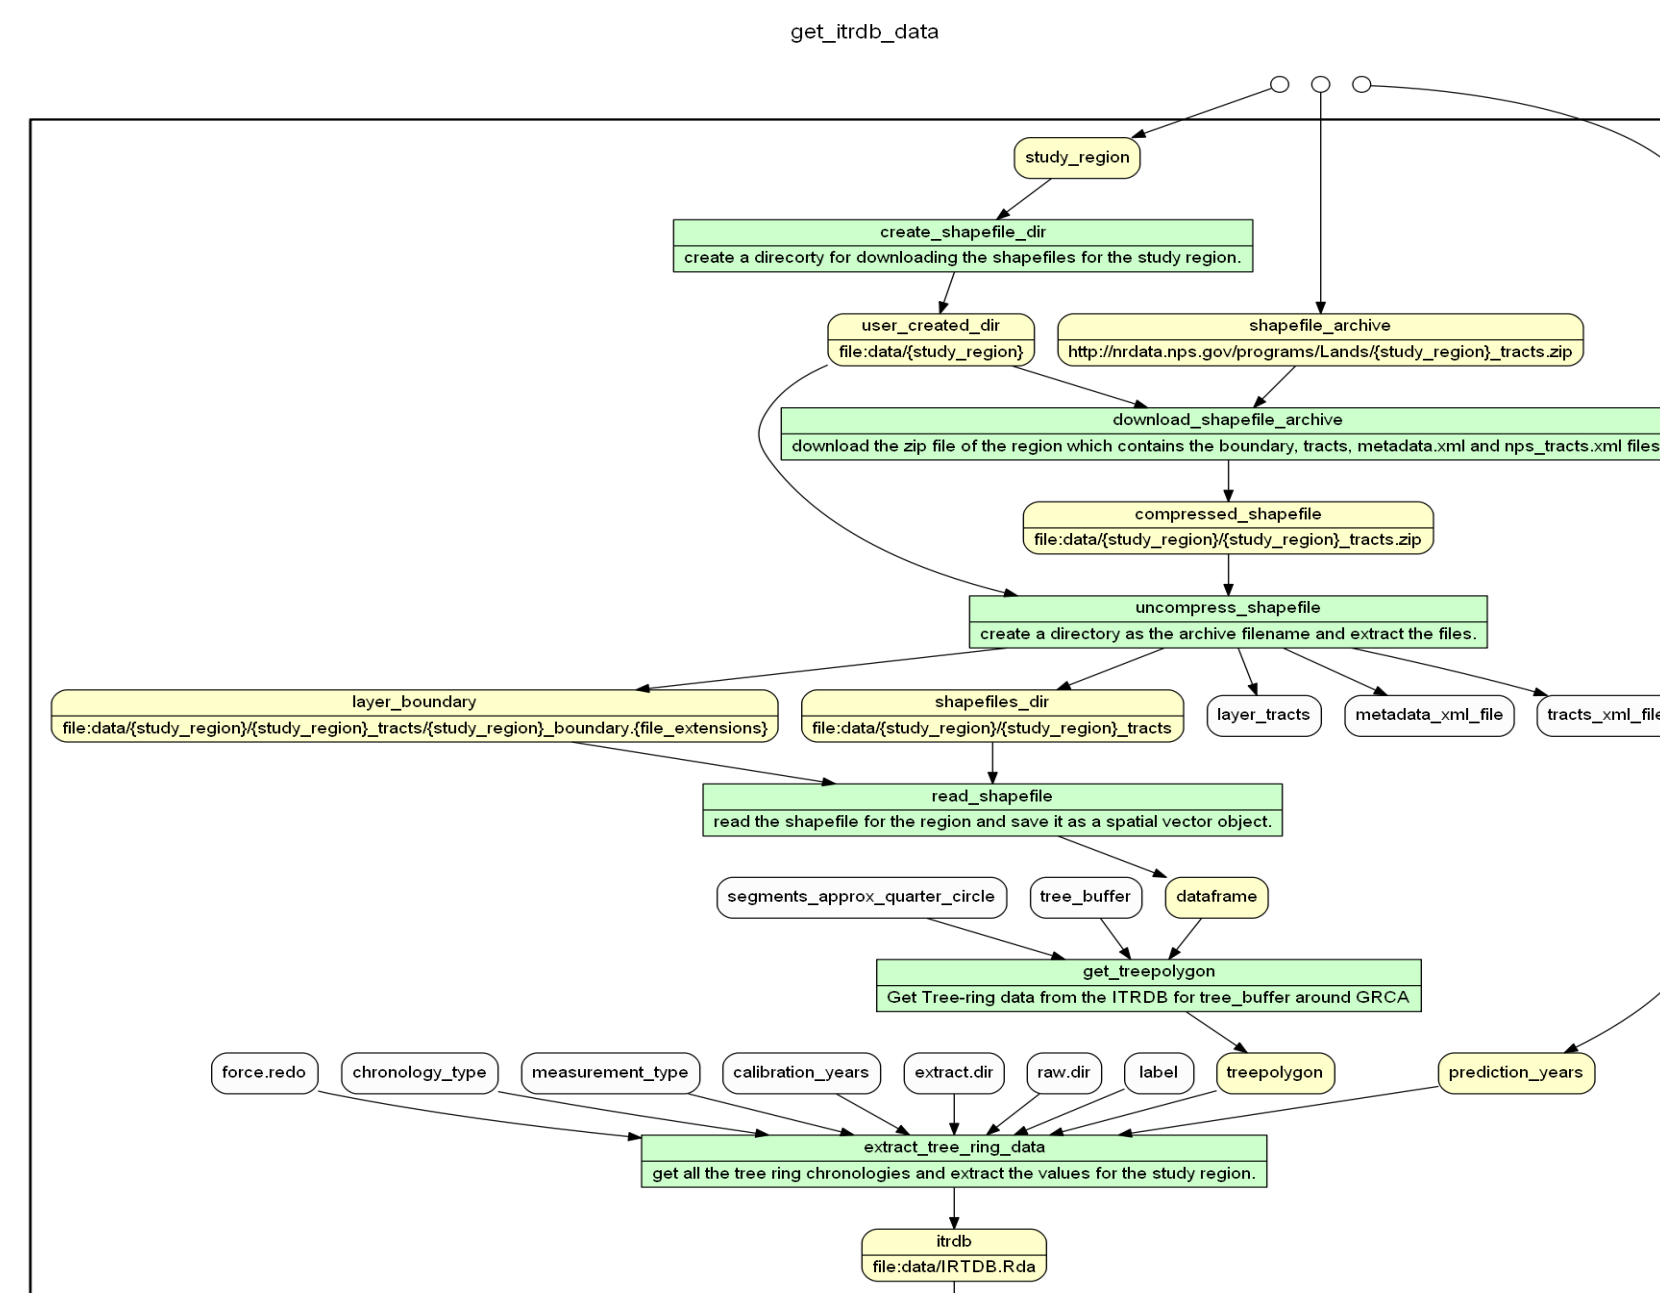 get_itrdb_data
study_region
create_shapefile_dir
create a direcorty for downloading the shapefiles for the study region.
user_created_dir
file:data/{study_region}
shapefile_archive
http://nrdata.nps.gov/programs/Lands/{study_region}_tracts.zip
download_shapefile_archive
download the zip file of the region which contains the boundary, tracts, metadata.xml and nps_tracts.xml files
compressed_shapefile
file:data/{study_region}/{study_region}_tracts.zip
uncompress_shapefile
create a directory as the archive filename and extract the files.
layer_boundary
file:data/{study_region}/{study_region}_tracts/{study_region}_boundary.{file_extensions}
shapefiles_dir
file:data/{study_region}/{study_region}_tracts
layer_tracts
metadata_xml_file
tracts_xml_file
read_shapefile
read the shapefile for the region and save it as a spatial vector object.
segments_approx_quarter_circle
tree_buffer
dataframe
get_treepolygon
Get Tree-ring data from the ITRDB for tree_buffer around GRCA
force.redo
chronology_type
measurement_type
calibration_years
extract.dir
raw.dir
label
treepolygon
prediction_years
extract_tree_ring_data
get all the tree ring chronologies and extract the values for the study region.
itrdb
file:data/IRTDB.Rda